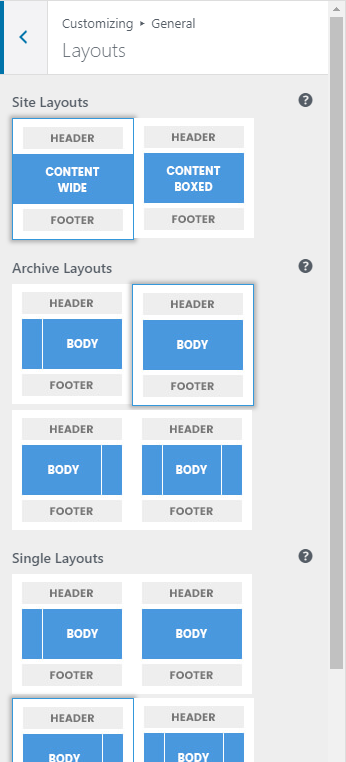 Customizing ▸ General
Layouts
Site Layouts
HEADER HEADER
CONTENT WIDE CONTENT BOXED
FOOTER FOOTER
Archive Layouts
HEADER HEADER
BODY BODY
FOOTER FOOTER
HEADER HEADER
BODY BODY
FOOTER FOOTER
Single Layouts
HEADER HEADER
BODY BODY
FOOTER FOOTER
HEADER HEADER
BODY BODY